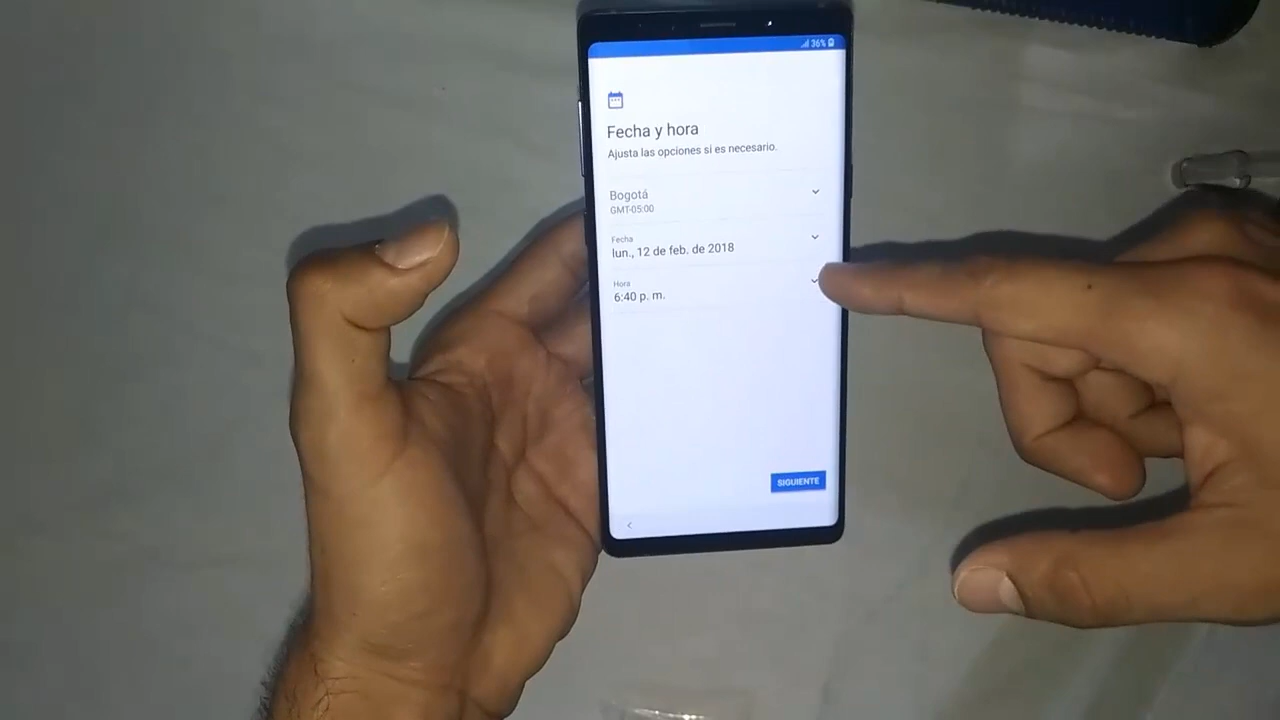 36%
Fecha y hora
Ajusta las opciones si es necesario.
Bogotá
GMT-05:00
Fecha
lun., 12 de feb. de 2018
Hora
6:40 p. m.
SIGUIENTE